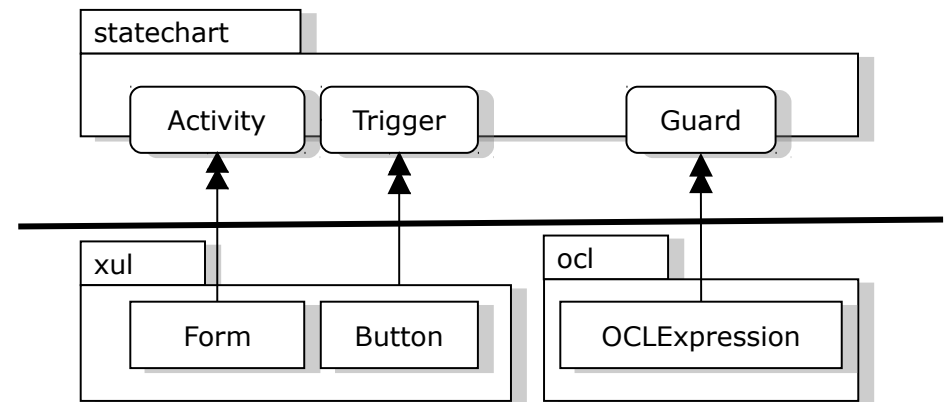 statechart
Activity
Trigger
Guard
xul
ocl
Form
Button
OCLExpression